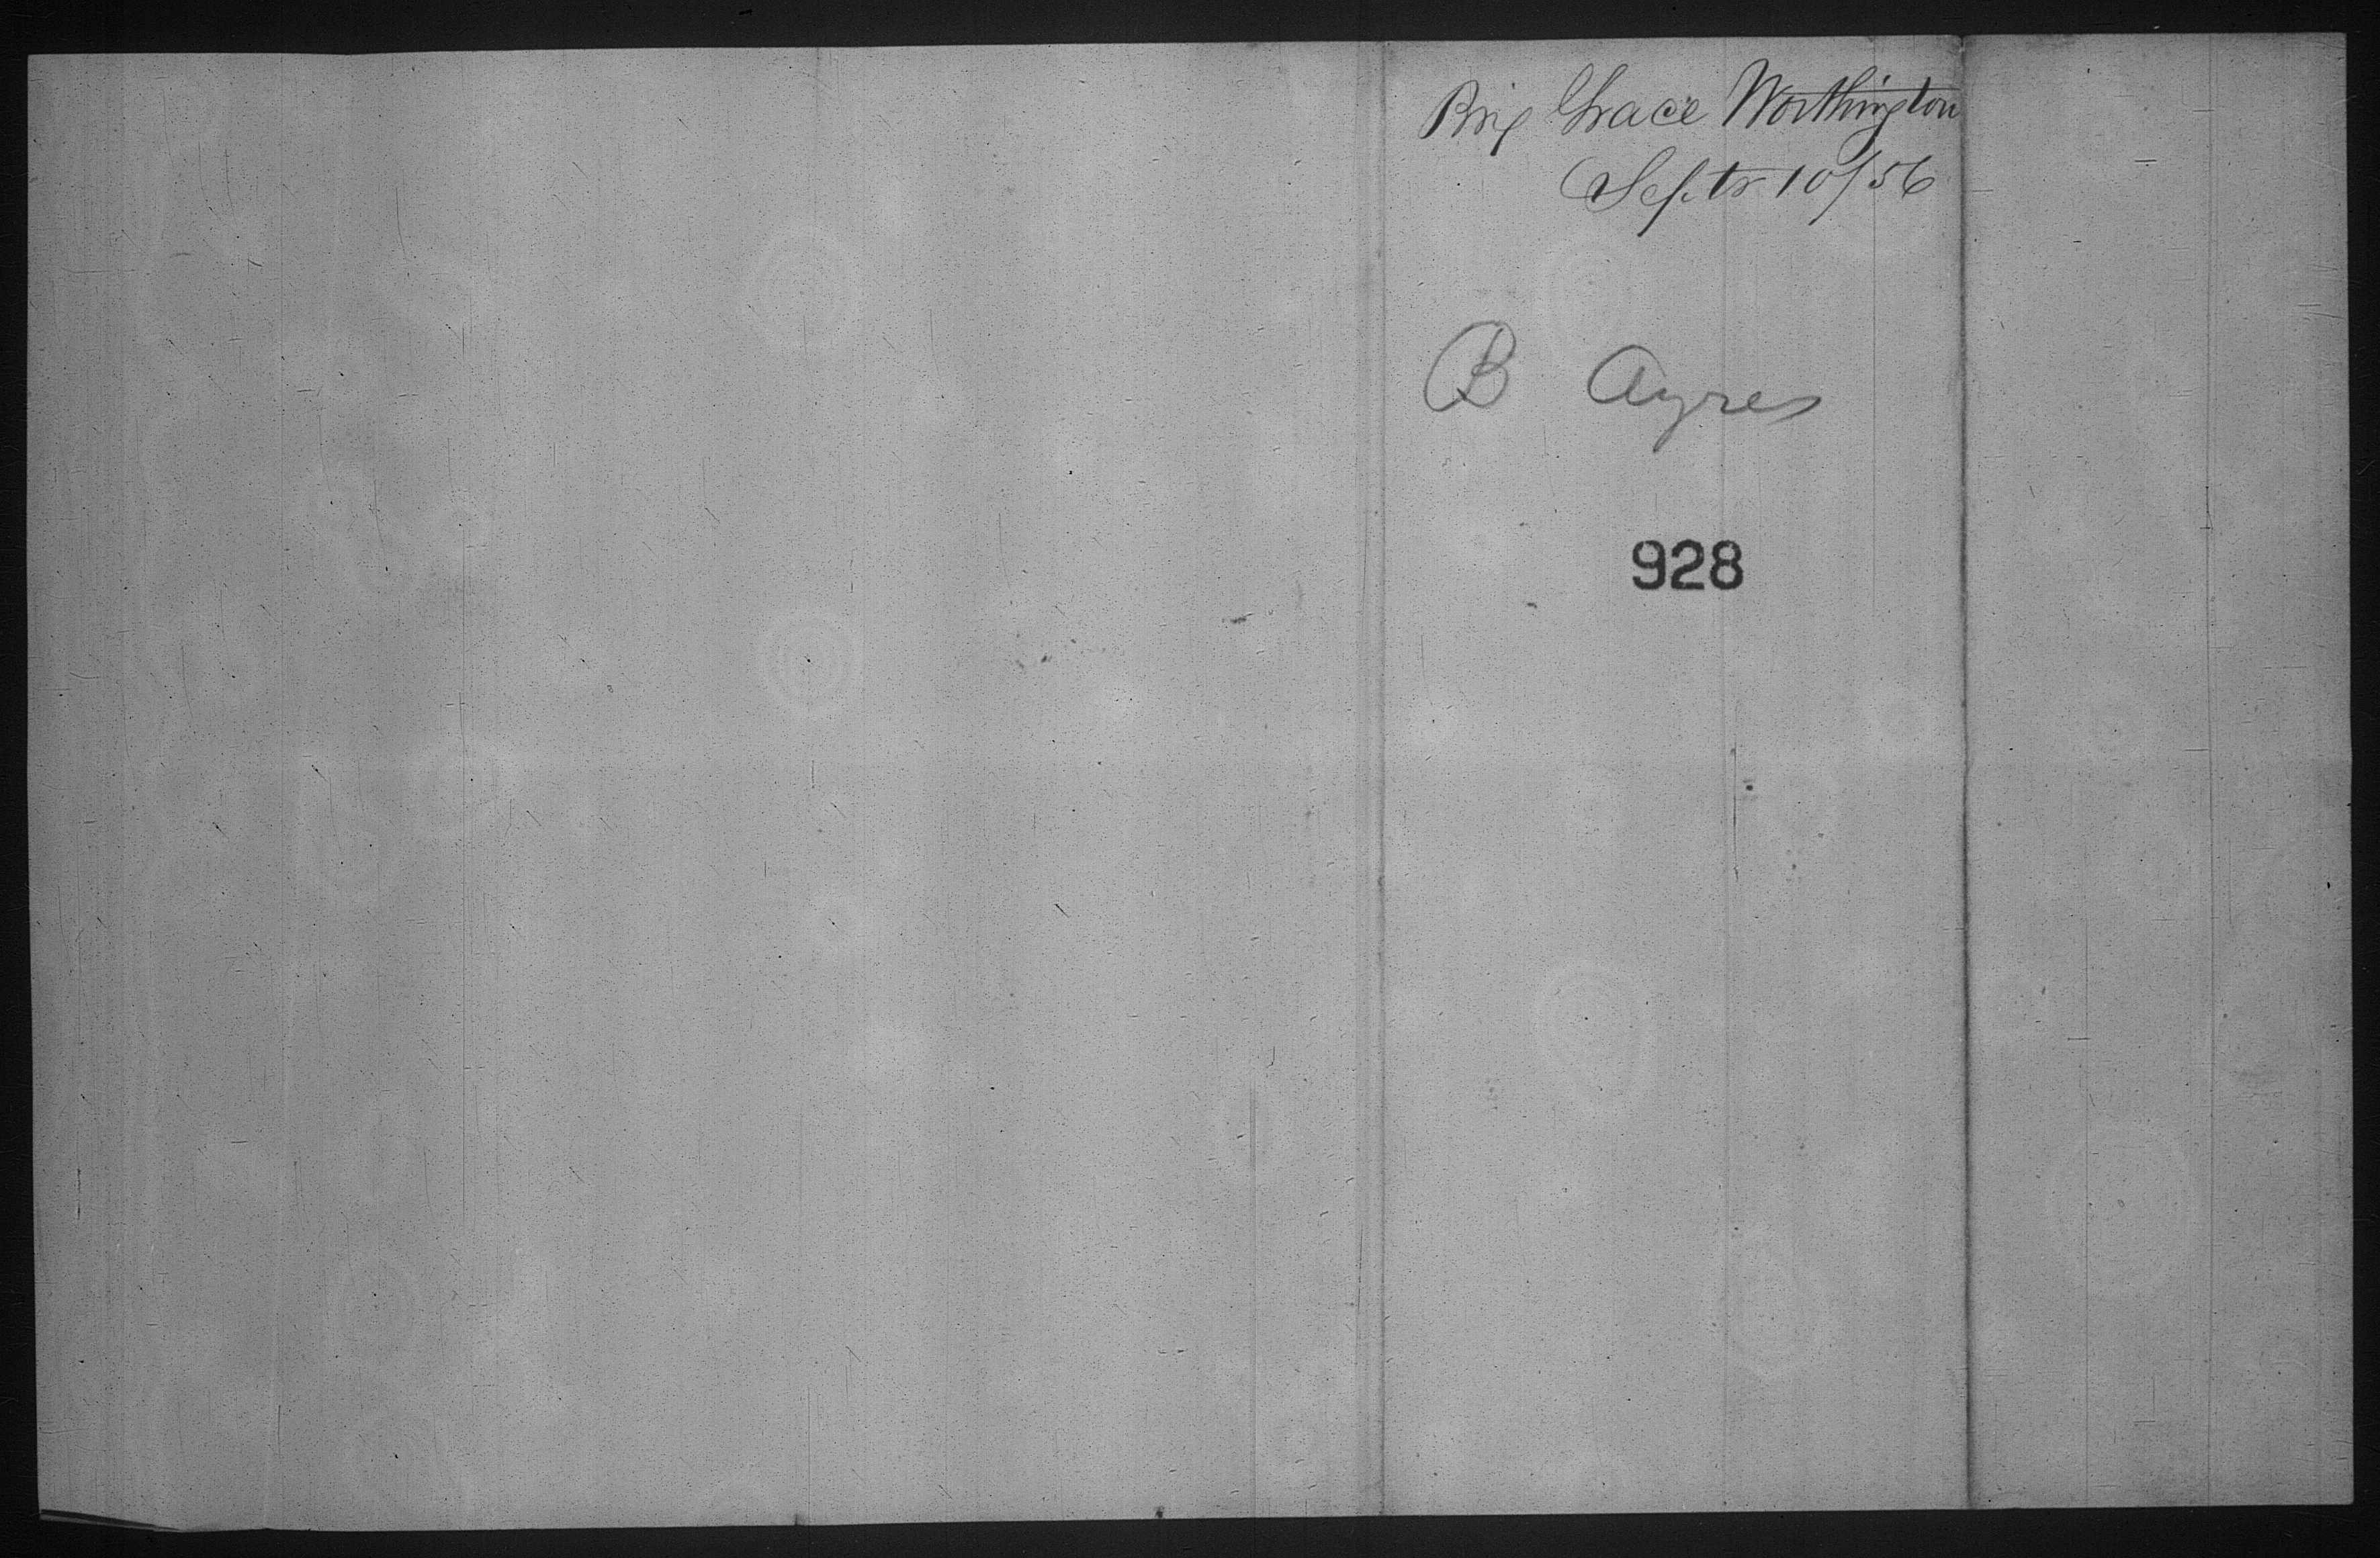 Brig Grace Worthington
Septr 10/56
B Ayres
928